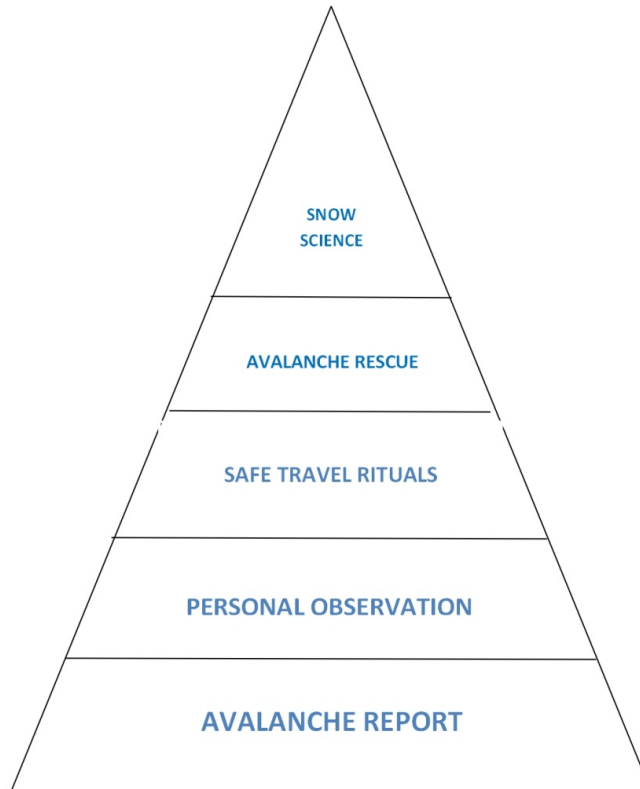 SNOW
SCIENCE
AVALANCHE RESCUE
SAFE TRAVEL RITUALS
PERSONAL OBSERVATION
AVALANCHE REPORT